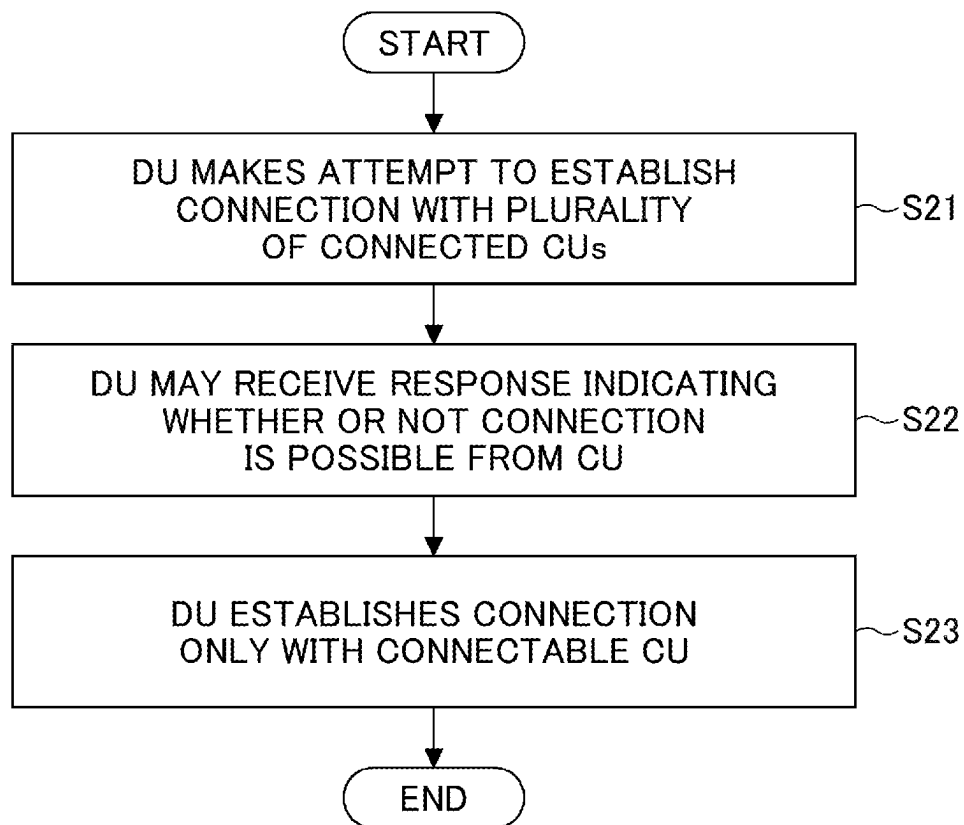 START
DU MAKES ATTEMPT TO ESTABLISH
CONNECTION WITH PLURALITY
OF CONNECTED CUs
S21
DU MAY RECEIVE RESPONSE INDICATING
WHETHER OR NOT CONNECTION
IS POSSIBLE FROM CU
S22
DU ESTABLISHES CONNECTION
ONLY WITH CONNECTABLE CU
S23
END